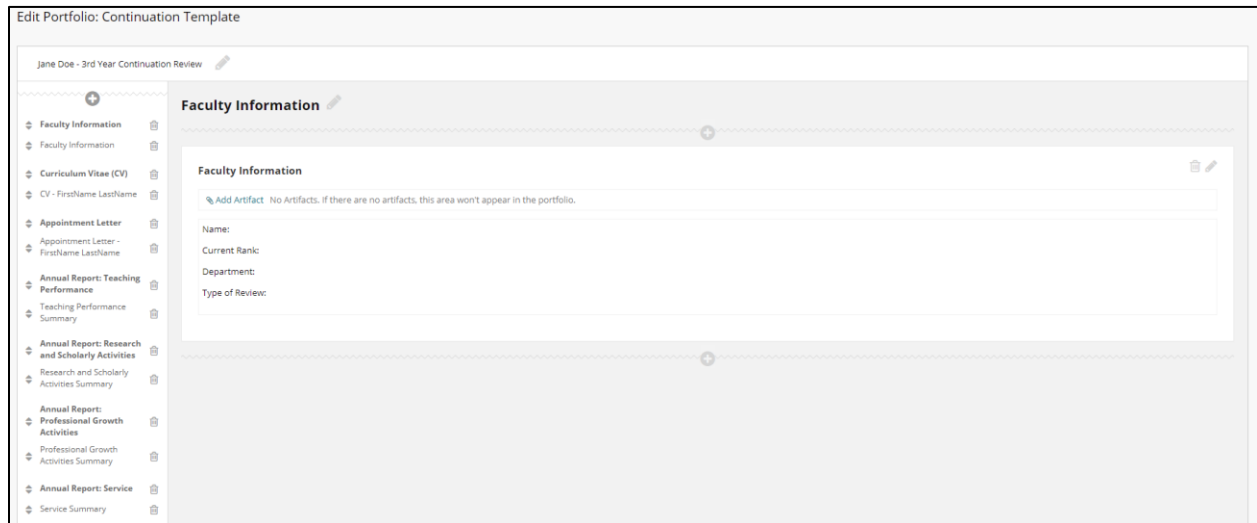 Edit Portfolio: Continuation Template
Jane Doe - 3rd Year Continuation Review
Faculty Information
Faculty Information
Curriculum Vitae (CV)
CV - FirstName LastName
Appointment Letter
Appointment Letter -
FirstName LastName
Annual Report: Teaching
Performance
Teaching Performance
Summary
Annual Report: Research
and Scholarly Activities
Research and Scholarly
Activities Summary
Annual Report:
Professional Growth
Activities
Professional Growth
Activities Summary
Annual Report: Service
Service Summary
Faculty Information
Faculty Information
Add Artifact No Artifacts. If there are no artifacts, this area won't appear in the portfolio.
Name:
Current Rank:
Department:
Type of Review: